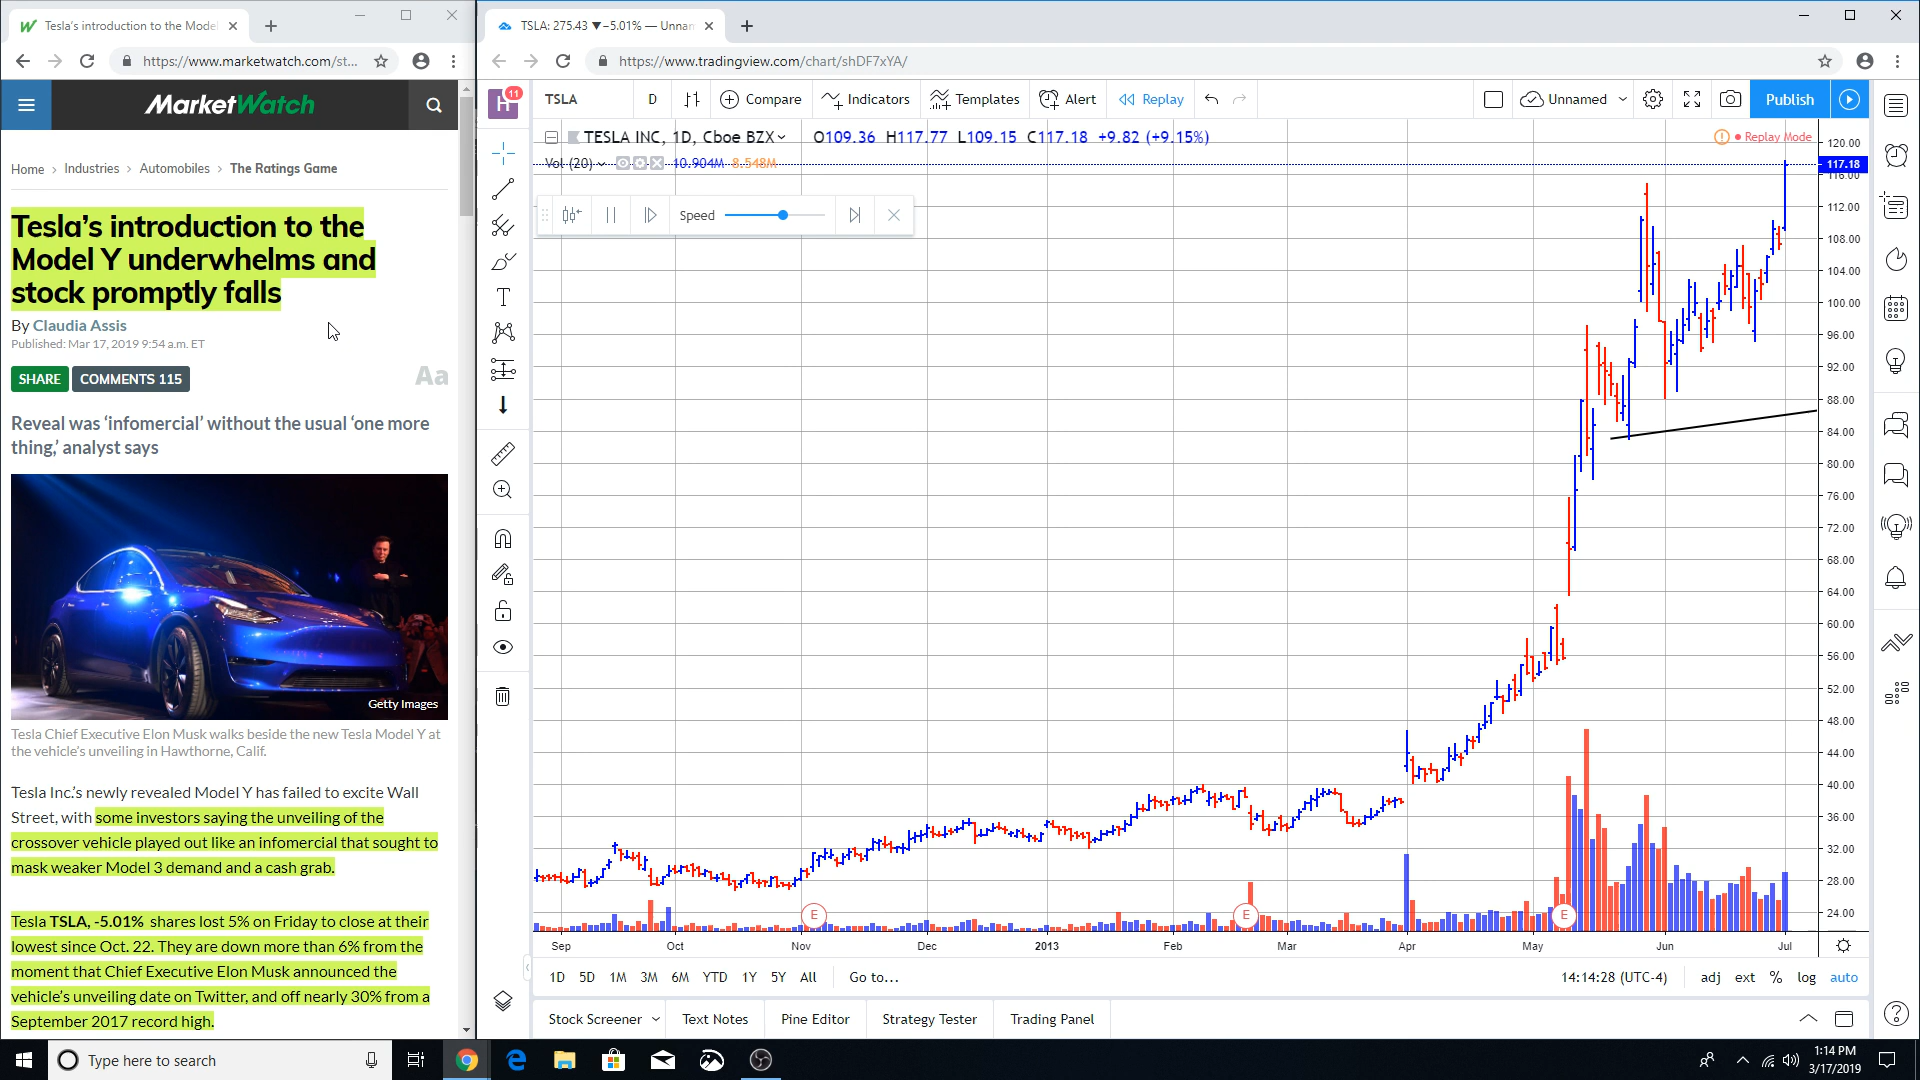 Tesla's introduction to the Model
https://www.marketwatch.com/st...
MarketWatch
Home > Industries > Automobiles > The Ratings Game
Tesla's introduction to the
Model Y underwhelms and
stock promptly falls
By Claudia Assis
Published: Mar 17, 2019 9:54 a.m. ET
SHARE
COMMENTS 115
Aa
Reveal was 'infomercial' without the usual 'one more
thing,' analyst says
Getty Images
Tesla Chief Executive Elon Musk walks beside the new Tesla Model Y at
the vehicle's unveiling in Hawthorne, Calif.
Tesla Inc.'s newly revealed Model Y has failed to excite Wall
Street, with some investors saying the unveiling of the
crossover vehicle played out like an infomercial that sought to
mask weaker Model 3 demand and a cash grab.
Tesla TSLA, -5.01% shares lost 5% on Friday to close at their
lowest since Oct. 22. They are down more than 6% from the
moment that Chief Executive Elon Musk announced the
vehicle's unveiling date on Twitter, and off nearly 30% from a
September 2017 record high.
TSLA: 275.43 ▼−5.01% — Unnam
https://www.tradingview.com/chart/shDF7xYA/
H 11
TSLA D Compare Indicators Templates Alert Replay Unnamed Publish
TESLA INC, 1D, Cboe BZX O109.36 H117.77 L109.15 C117.18 +9.82 (+9.15%)
Replay Mode
Vol (20) 10.904M 8.548M
Speed
120.00
117.18
116.00
112.00
108.00
104.00
100.00
96.00
92.00
88.00
84.00
80.00
76.00
72.00
68.00
64.00
60.00
56.00
52.00
48.00
44.00
40.00
36.00
32.00
28.00
24.00
E E E
Sep Oct Nov Dec 2013 Feb Mar Apr May Jun Jul
1D 5D 1M 3M 6M YTD 1Y 5Y All Go to... 14:14:28 (UTC-4) adj ext % log auto
Stock Screener Text Notes Pine Editor Strategy Tester Trading Panel
Type here to search
1:14 PM
3/17/2019